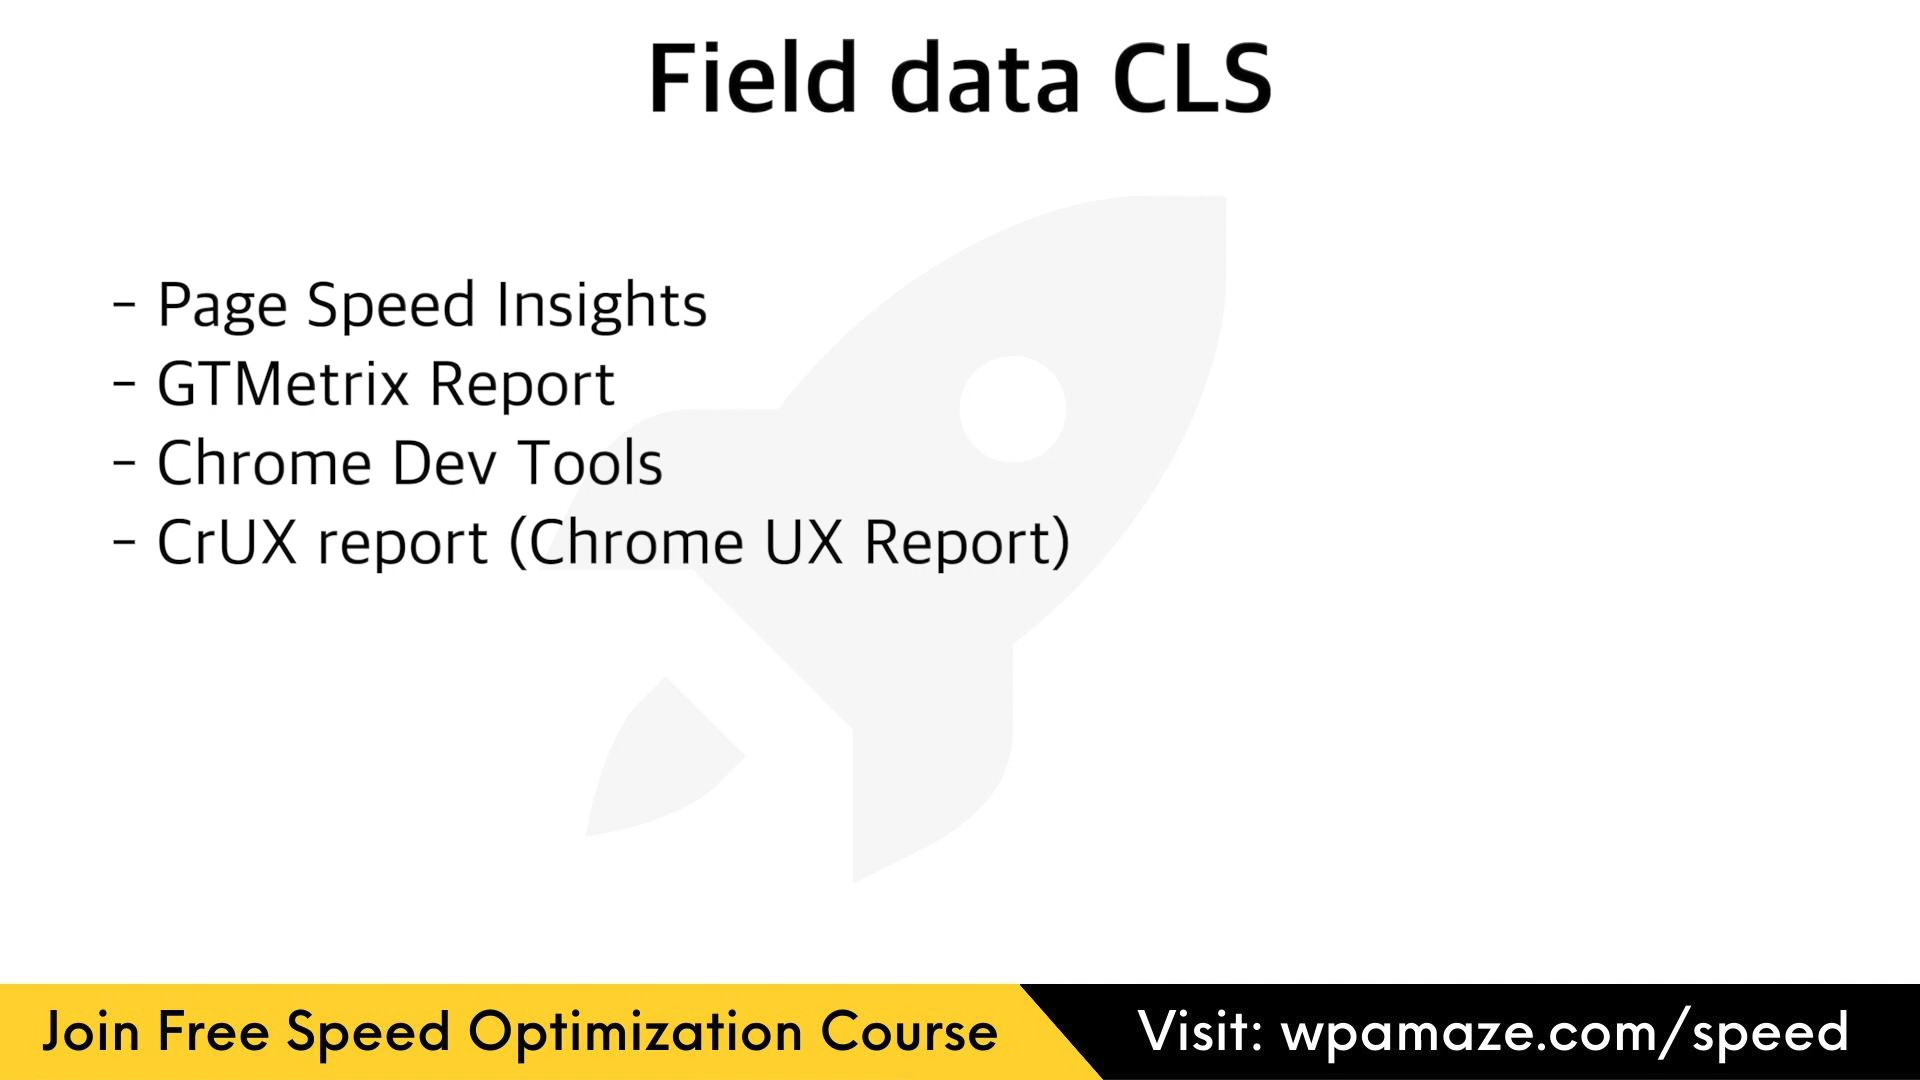 Field data CLS
- Page Speed Insights
- GTMetrix Report
- Chrome Dev Tools
- CrUX report (Chrome UX Report)
Join Free Speed Optimization Course
Visit: wpamaze.com/speed